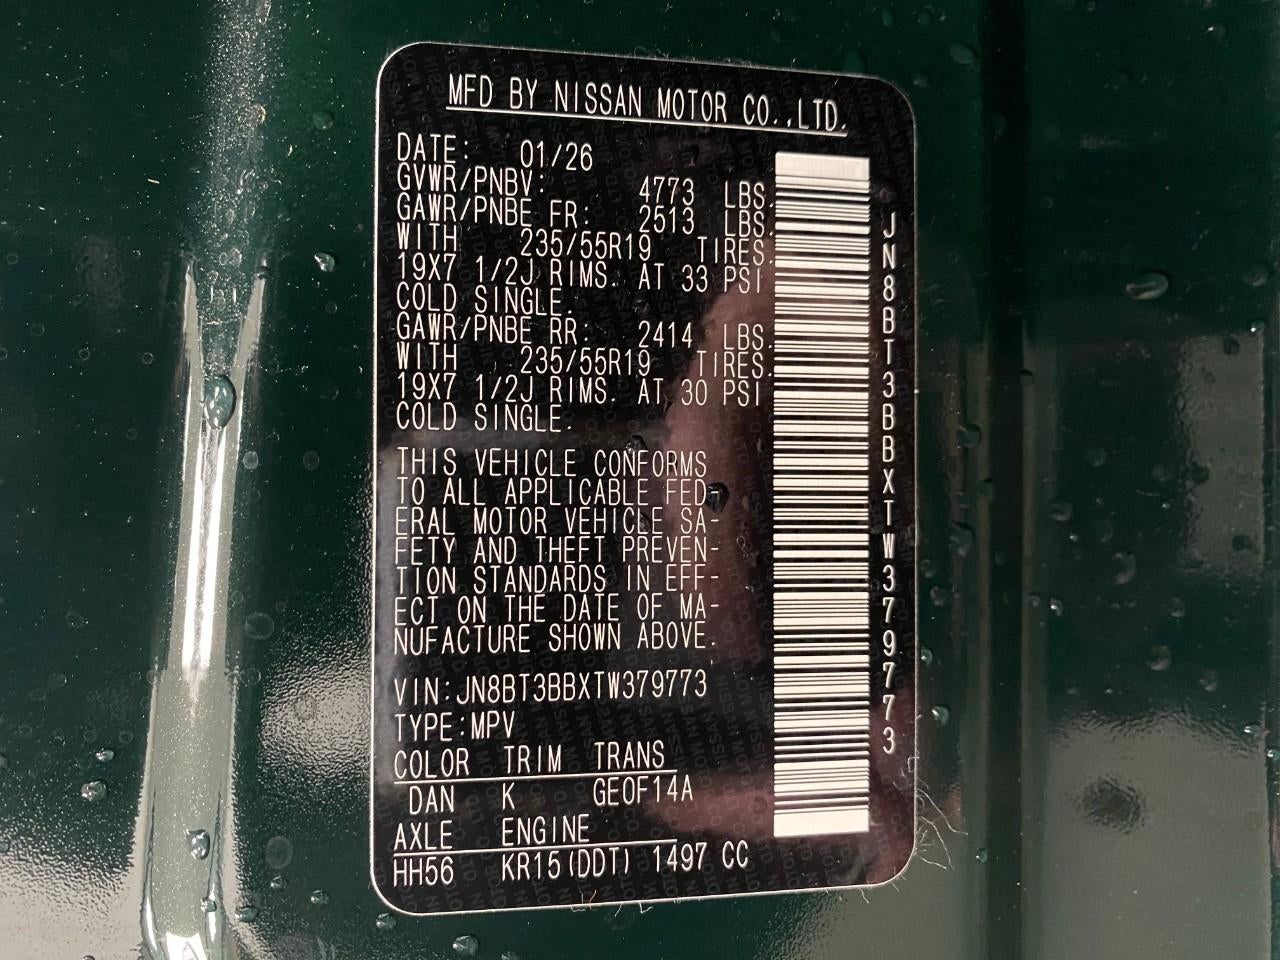 MFD BY NISSAN MOTOR CO.,LTD.
DATE: 01/26
GVWR/PNBV: 4773 LBS.
GAWR/PNBE FR: 2513 LBS.
WITH 235/55R19 TIRES.
19X7 1/2J RIMS. AT 33 PSI
COLD SINGLE.
GAWR/PNBE RR: 2414 LBS.
WITH 235/55R19 TIRES.
19X7 1/2J RIMS. AT 30 PSI
COLD SINGLE.
THIS VEHICLE CONFORMS
TO ALL APPLICABLE FED-
ERAL MOTOR VEHICLE SA-
FETY AND THEFT PREVEN-
TION STANDARDS IN EFF-
ECT ON THE DATE OF MA-
NUFACTURE SHOWN ABOVE.
VIN:JN8BT3BBXTW379773
TYPE:MPV
COLOR TRIM TRANS
DAN K GE0F14A
AXLE ENGINE
HH56 KR15(DDT) 1497 CC
JN8BT3BBXTW379773